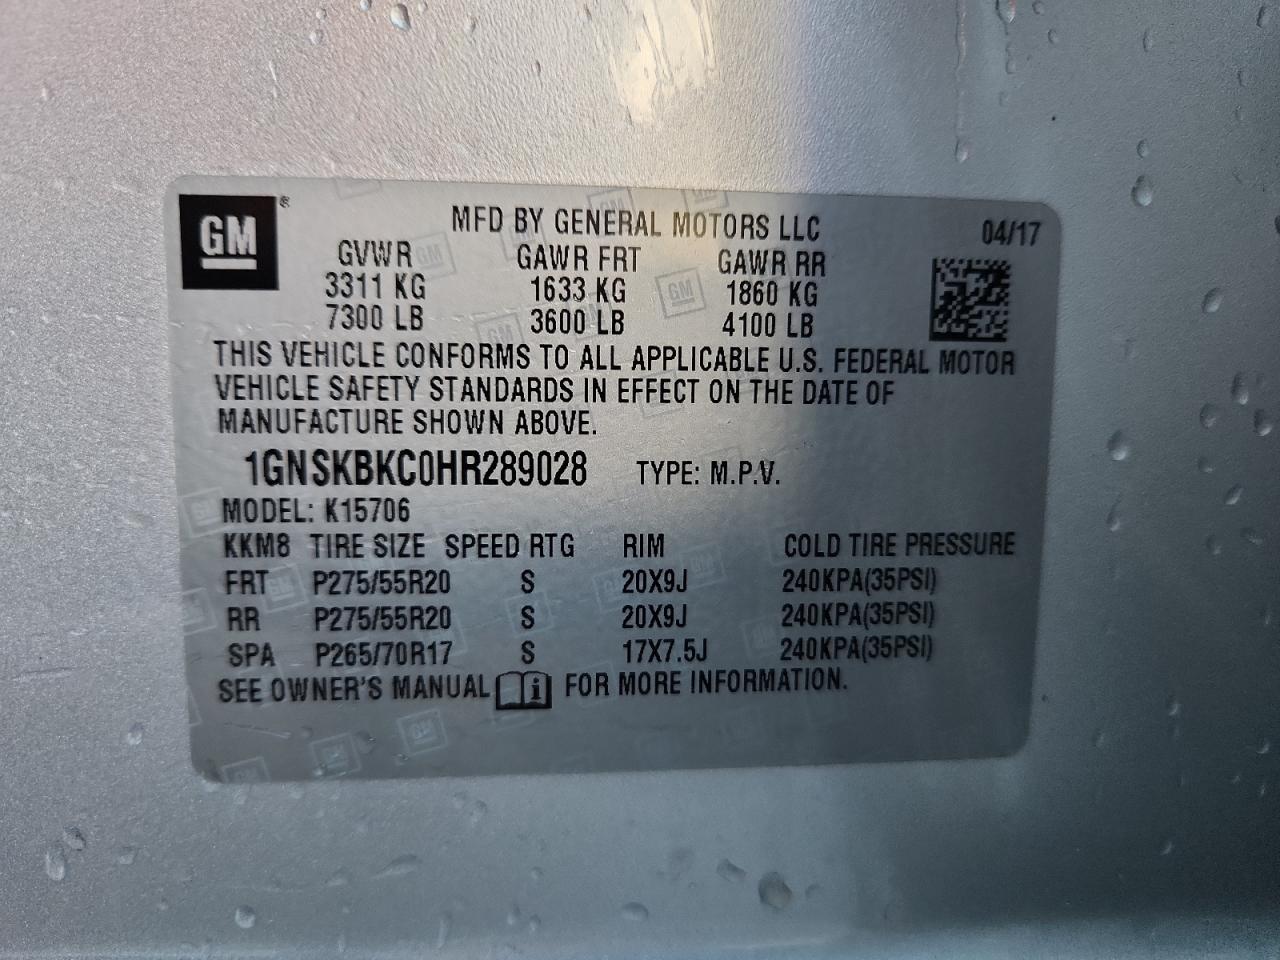 GM ®
MFD BY GENERAL MOTORS LLC 04/17
GVWR GAWR FRT GAWR RR
3311 KG 1633 KG 1860 KG
7300 LB 3600 LB 4100 LB
THIS VEHICLE CONFORMS TO ALL APPLICABLE U.S. FEDERAL MOTOR
VEHICLE SAFETY STANDARDS IN EFFECT ON THE DATE OF
MANUFACTURE SHOWN ABOVE.
1GNSKBKC0HR289028 TYPE: M.P.V.
MODEL: K15706
KKM8 TIRE SIZE SPEED RTG RIM COLD TIRE PRESSURE
FRT P275/55R20 S 20X9J 240KPA(35PSI)
RR P275/55R20 S 20X9J 240KPA(35PSI)
SPA P265/70R17 S 17X7.5J 240KPA(35PSI)
SEE OWNER'S MANUAL i FOR MORE INFORMATION.